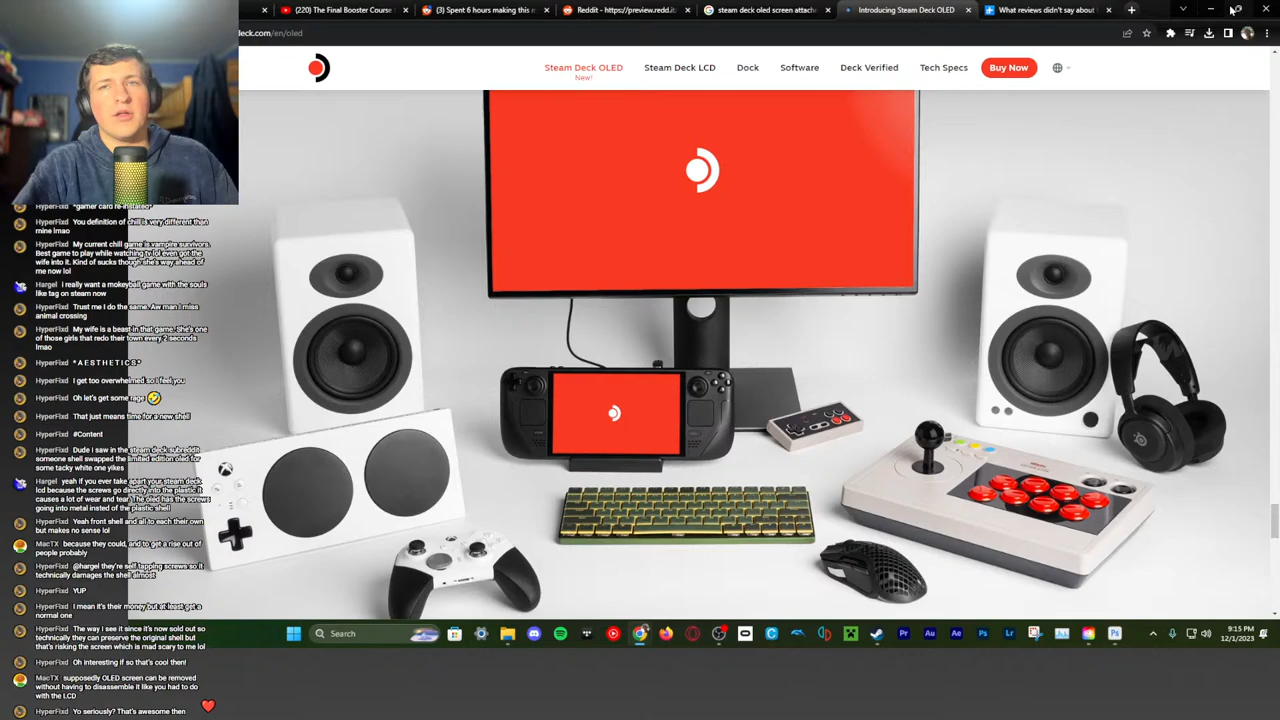 (220) The Final Booster Course
(3) Spent 6 hours making this m
Reddit - https://preview.redd.it
steam deck oled screen attache
Introducing Steam Deck OLED
What reviews didn't say about
deck.com/en/oled
Steam Deck OLED
New!
Steam Deck LCD
Dock
Software
Deck Verified
Tech Specs
Buy Now
HyperFixd *gamer card re-instated*
HyperFixd You definition of chill is very different than
mine lmao
HyperFixd My current chill game is vampire survivors.
Best game to play while watching tv lol even got the
wife into it. Kind of sucks though she's way ahead of
me now lol
Hargel I really want a mokeyball game with the souls
like tag on steam now
HyperFixd Trust me I do the same. Aw man I miss
animal crossing
HyperFixd My wife is a beast in that game. She's one
of those girls that redo their town every 2 seconds
lmao
HyperFixd * A E S T H E T I C S *
HyperFixd I get too overwhelmed so I feel you
HyperFixd Oh let's get some rage
HyperFixd That just means time for a new shell
HyperFixd #Content
HyperFixd Dude I saw in the steam deck subreddit
someone shell swapped the limited edition oled for
some tacky white one yikes
Hargel yeah if you ever take apart your steam deck
lcd because the screws go directly into the plastic it
causes a lot of wear and tear. The oled has the screws
going into metal insted of the plastic shell
HyperFixd Yeah front shell and all to each their own
but makes no sense lol
MacTX because they could, and to get a rise out of
people probably
HyperFixd @hargel they're self tapping screws so it
technically damages the shell almost
HyperFixd YUP
HyperFixd I mean it's their money but at least get a
normal one
HyperFixd The way I see it since it's now sold out so
technically they can preserve the original shell but
that's risking the screen which is mad scary to me lol
HyperFixd Oh interesting if so that's cool then!
MacTX supposedly OLED screen can be removed
without having to disassemble it like you had to do
with the LCD
HyperFixd Yo seriously? That's awesome then
Search
9:15 PM
12/1/2023